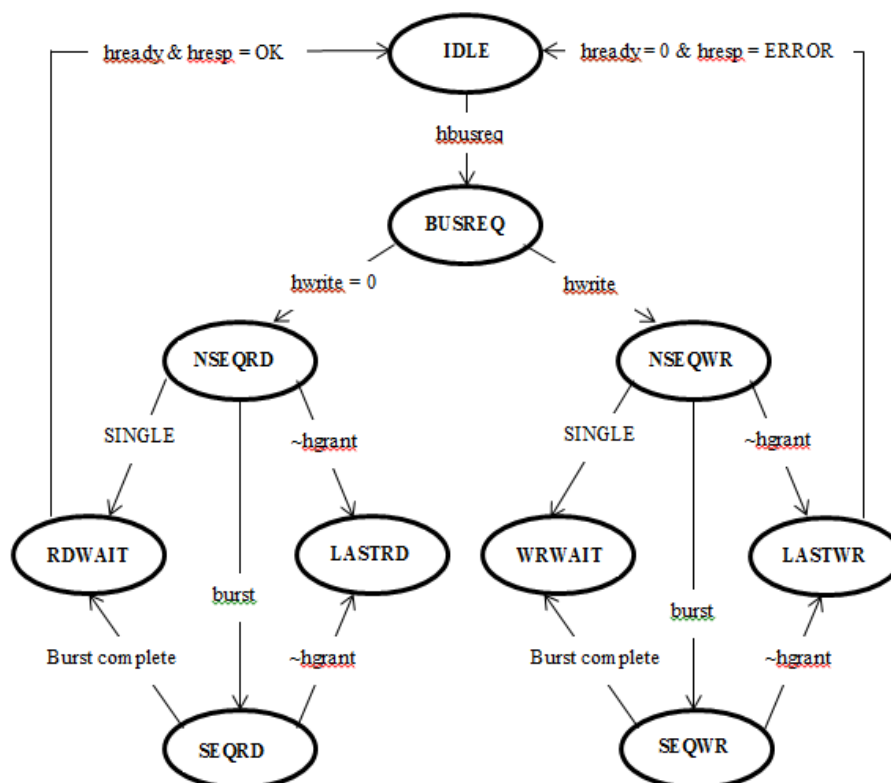 hready & hresp = OK
IDLE
hready = 0 & hresp = ERROR
hbusreq
BUSREQ
hwrite = 0
hwrite
NSEQRD
NSEQWR
SINGLE
~hgrant
SINGLE
~hgrant
RDWAIT
LASTRD
WRWAIT
LASTWR
burst
burst
Burst complete
~hgrant
Burst complete
~hgrant
SEQRD
SEQWR